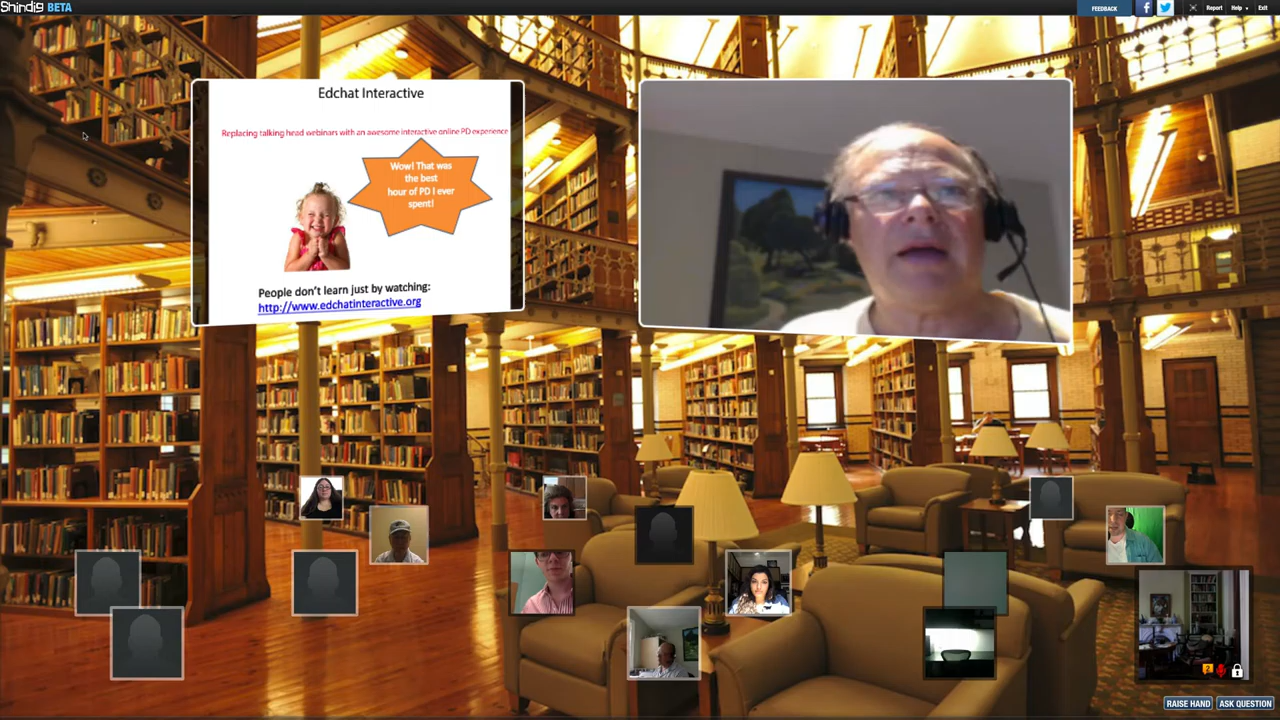 Shindig BETA
FEEDBACK
Report
Help
Exit
Edchat Interactive
Replacing talking head webinars with an awesome interactive online PD experience
Wow! That was
the best
hour of PD I ever
spent!
People don't learn just by watching:
http://www.edchatinteractive.org
2
RAISE HAND
ASK QUESTION